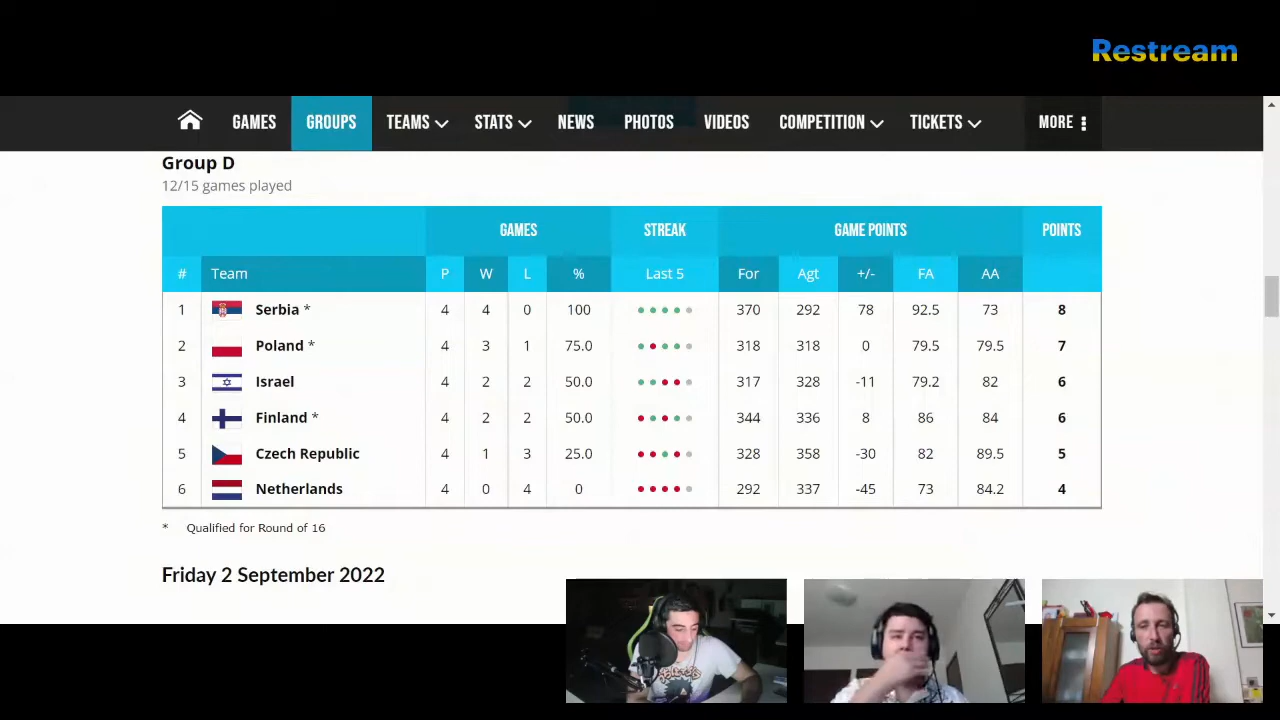 Restream
GAMES GROUPS TEAMS STATS NEWS PHOTOS VIDEOS COMPETITION TICKETS MORE
Group D
12/15 games played
GAMES STREAK GAME POINTS POINTS
# Team P W L % Last 5 For Agt +/- FA AA
1 Serbia * 4 4 0 100 370 292 78 92.5 73 8
2 Poland * 4 3 1 75.0 318 318 0 79.5 79.5 7
3 Israel 4 2 2 50.0 317 328 -11 79.2 82 6
4 Finland * 4 2 2 50.0 344 336 8 86 84 6
5 Czech Republic 4 1 3 25.0 328 358 -30 82 89.5 5
6 Netherlands 4 0 4 0 292 337 -45 73 84.2 4
* Qualified for Round of 16
Friday 2 September 2022